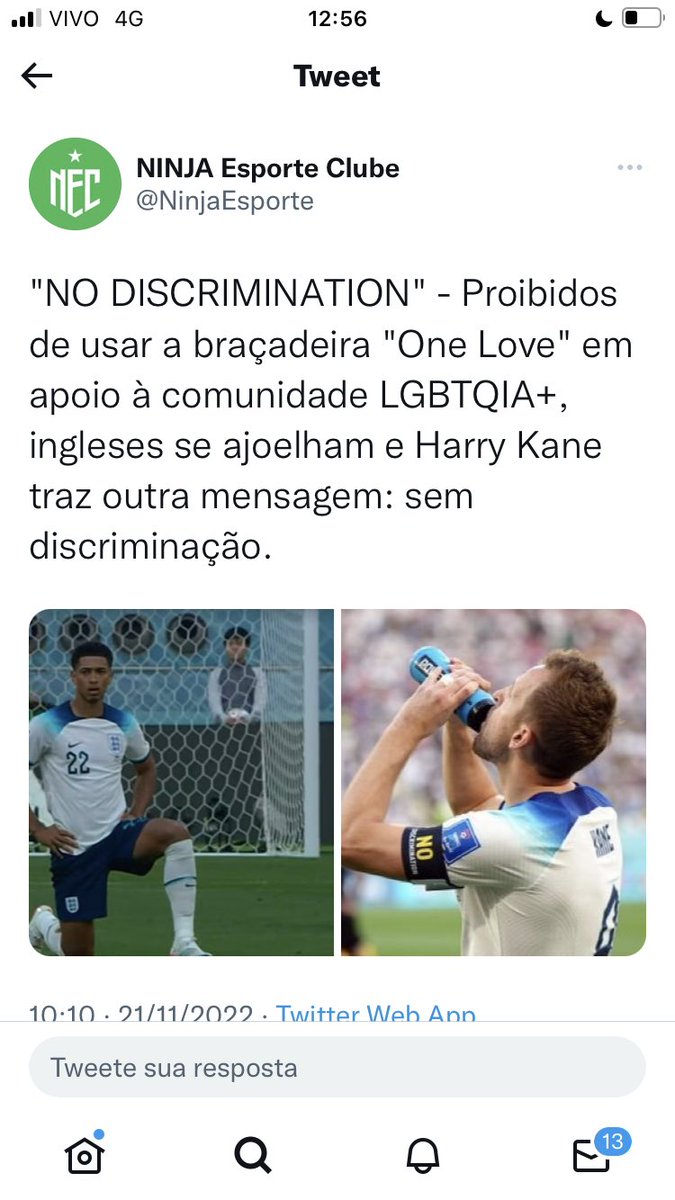 VIVO 4G 12:56
Tweet
NEC
NINJA Esporte Clube
@NinjaEsporte
"NO DISCRIMINATION" - Proibidos
de usar a braçadeira "One Love" em
apoio à comunidade LGBTQIA+,
ingleses se ajoelham e Harry Kane
traz outra mensagem: sem
discriminação.
22
NO
DISCRIMINATION
KANE
10:10 · 21/11/2022 · Twitter Web App
Tweete sua resposta
13